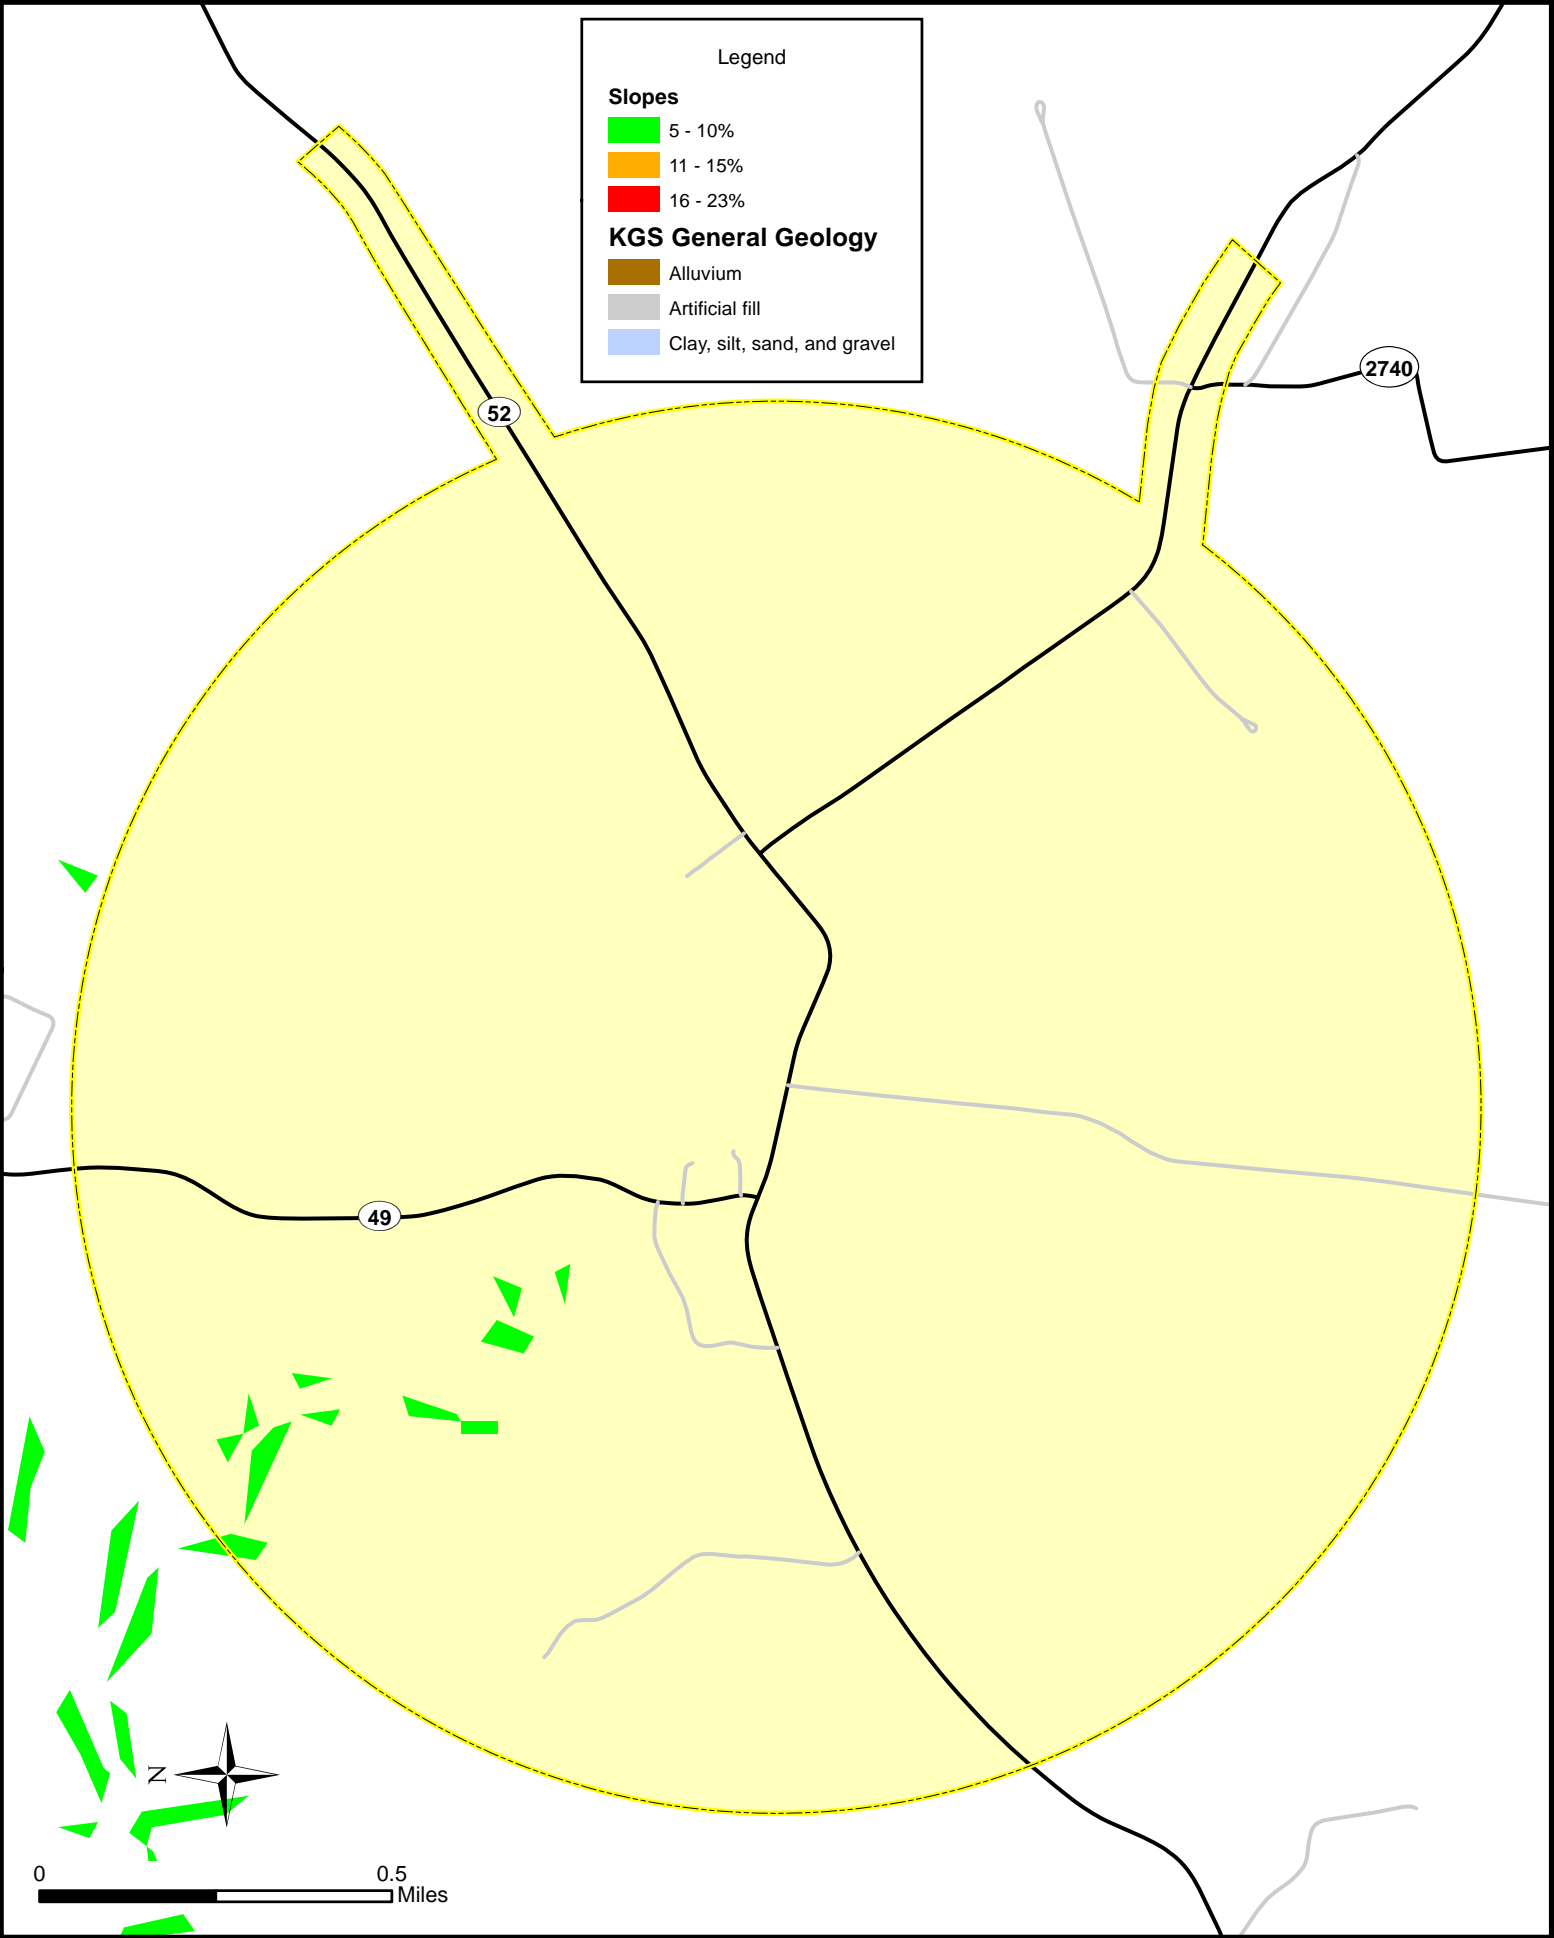 Legend
Slopes
5 - 10%
11 - 15%
16 - 23%
KGS General Geology
Alluvium
Artificial fill
Clay, silt, sand, and gravel
2740
52
49
N
0 0.5
Miles